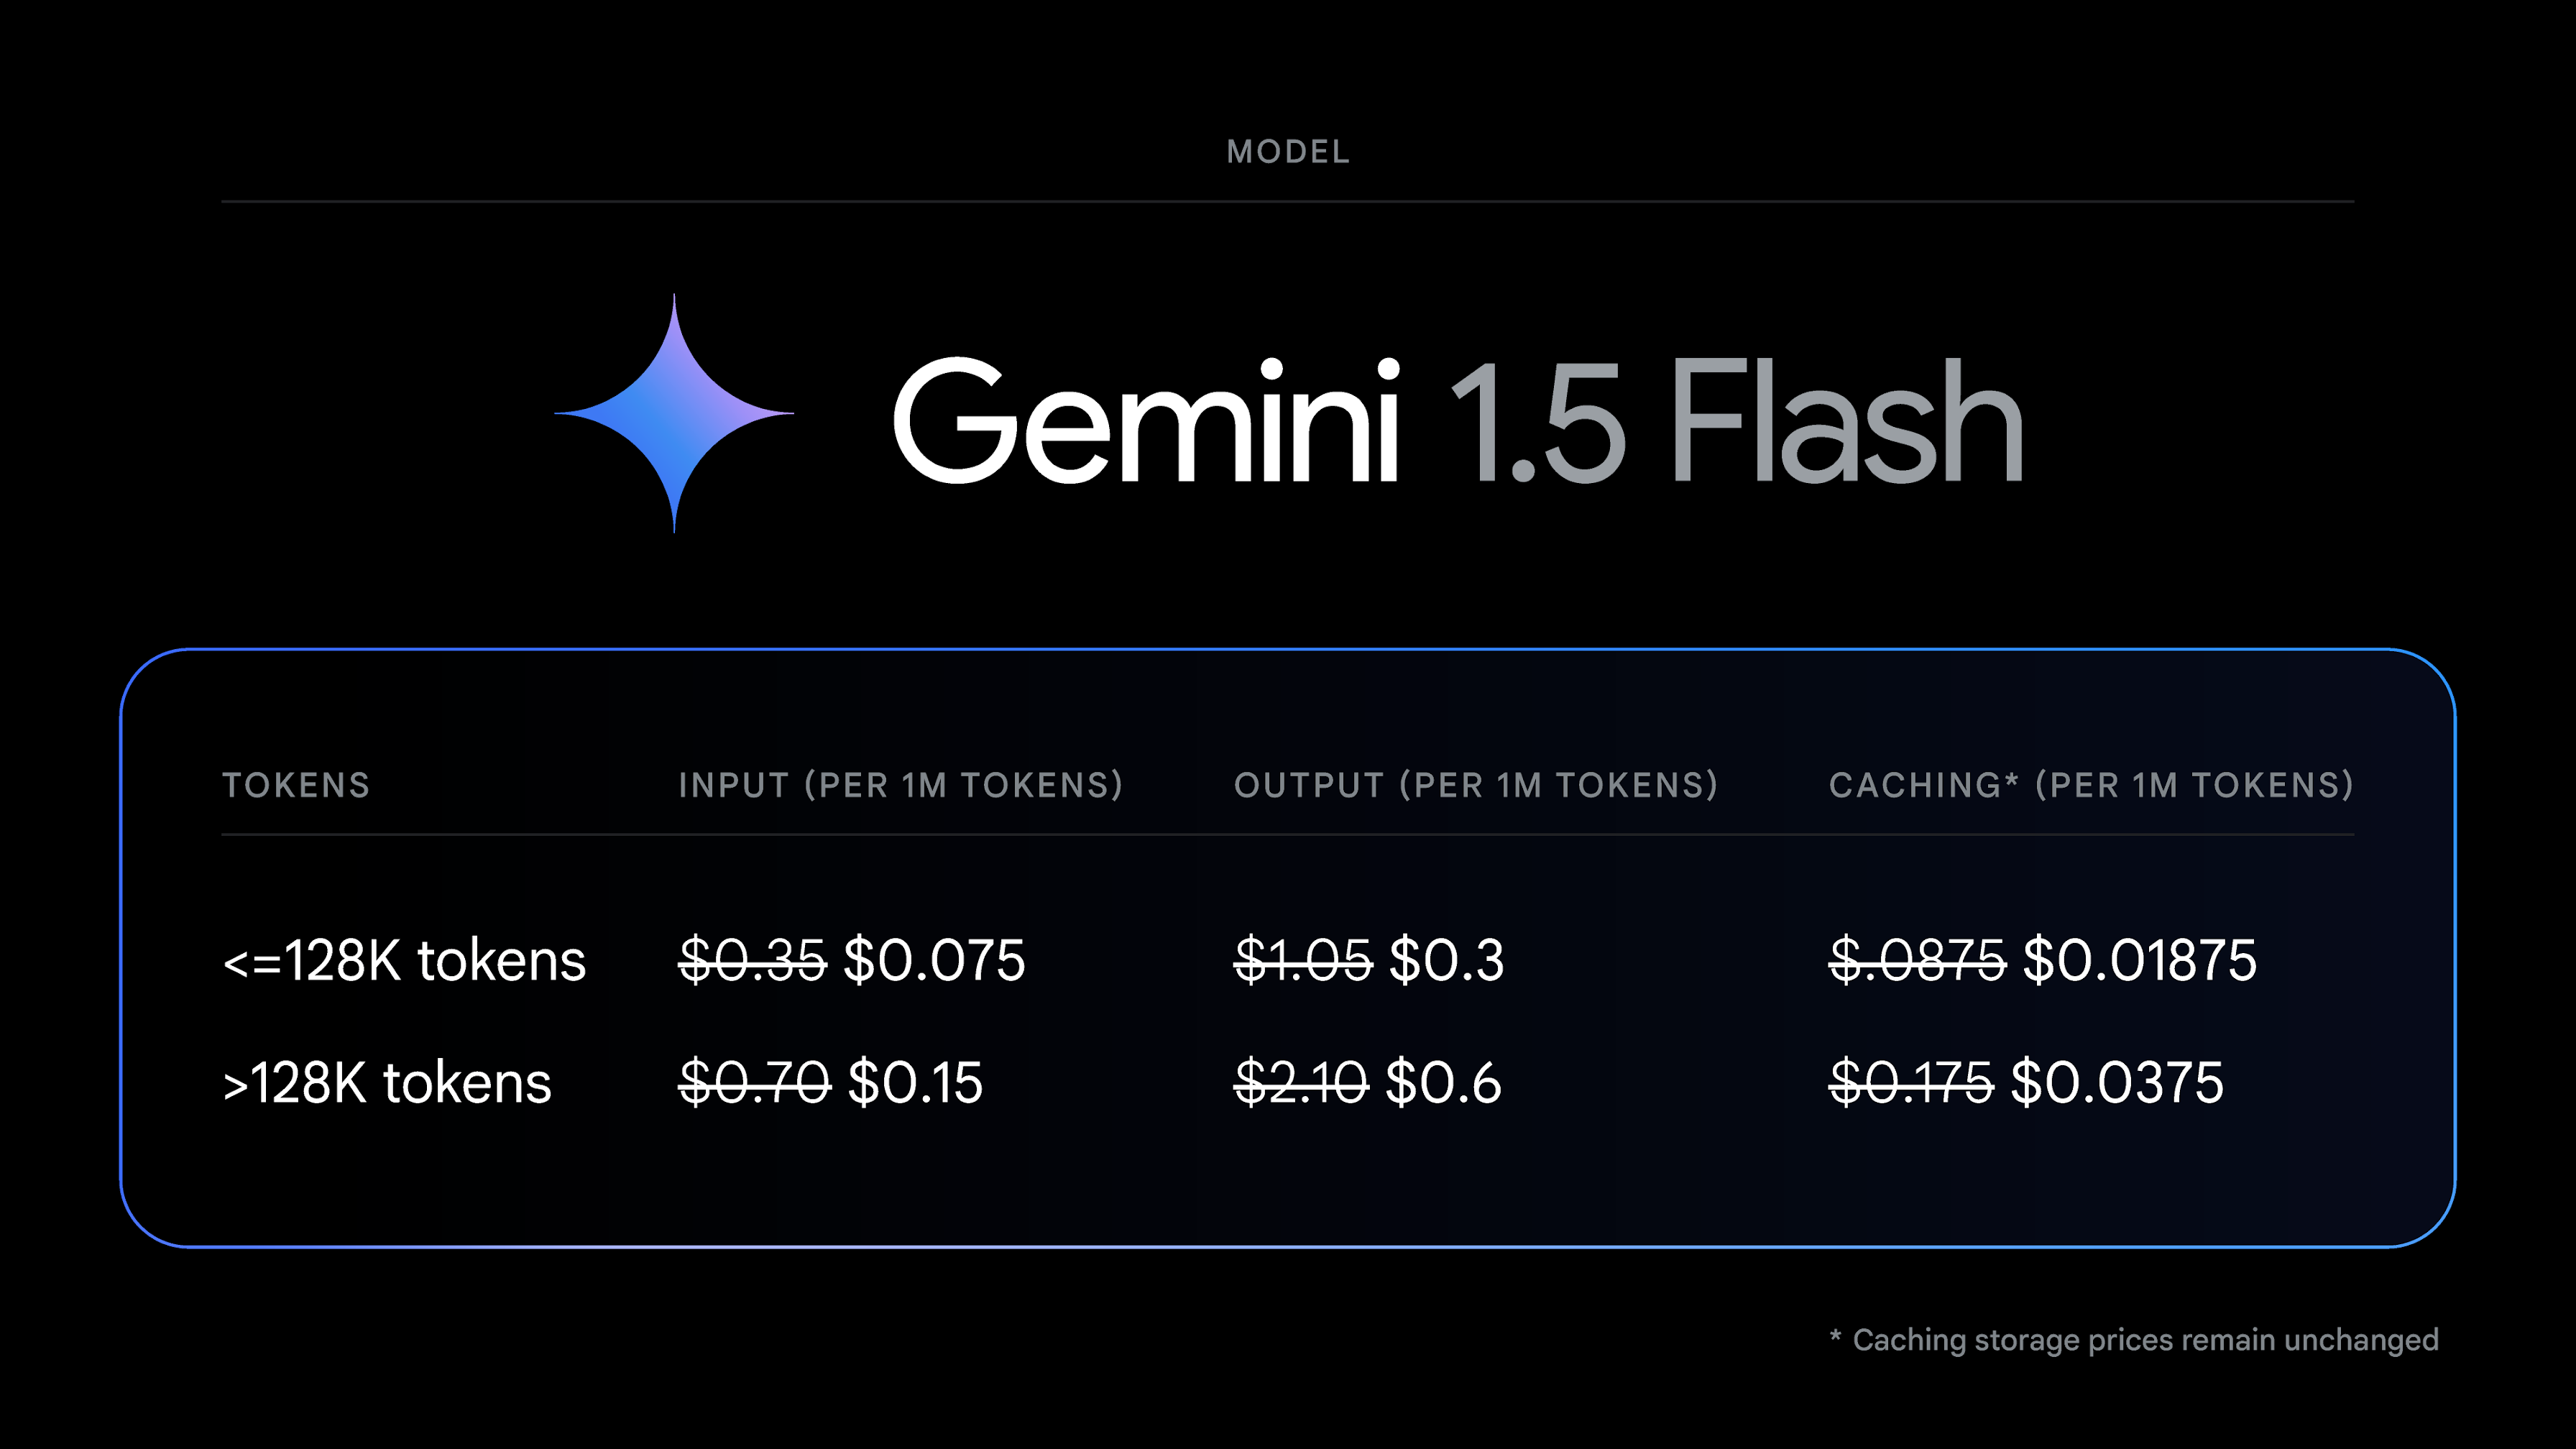 MODEL
Gemini 1.5 Flash
TOKENS INPUT (PER 1M TOKENS) OUTPUT (PER 1M TOKENS) CACHING* (PER 1M TOKENS)
<=128K tokens $0.35 $0.075 $1.05 $0.3 $.0875 $0.01875
>128K tokens $0.70 $0.15 $2.10 $0.6 $0.175 $0.0375
* Caching storage prices remain unchanged